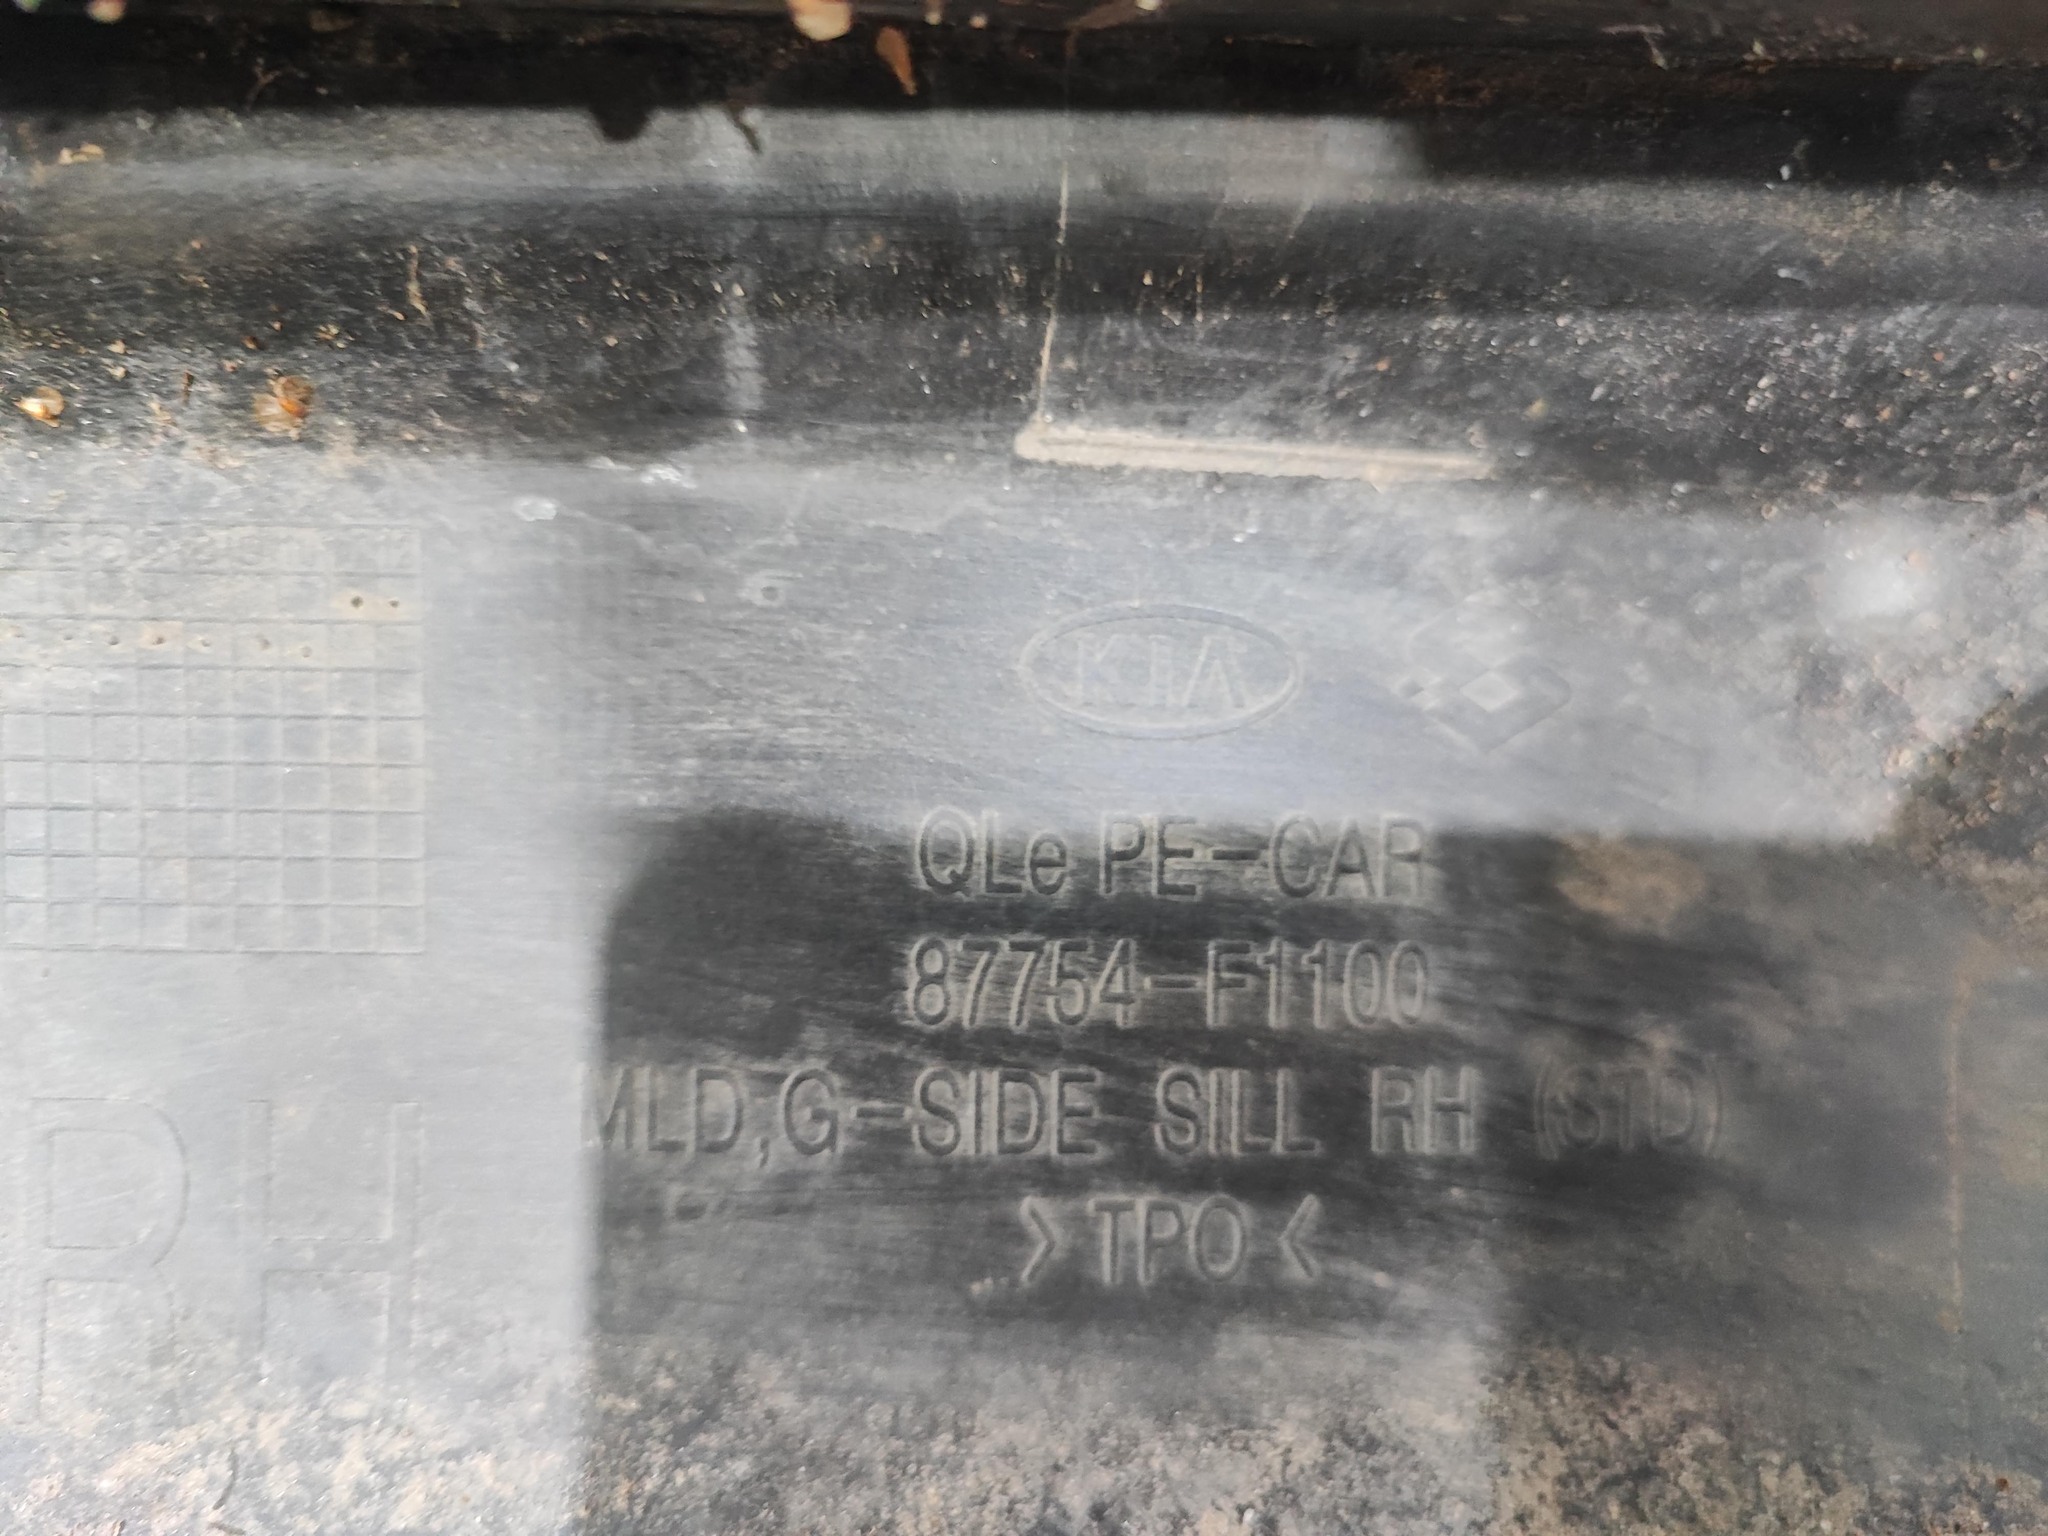 KIA
QLe PE-CAR
87754-F1100
MLD,G-SIDE SILL RH (STD)
>TPO<
RH